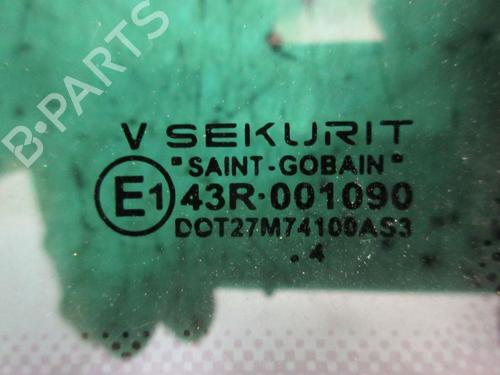 B-PARTS
V SEKURIT
"SAINT-GOBAIN"
E1 43R·001090
DOT27M74100AS3
. 4